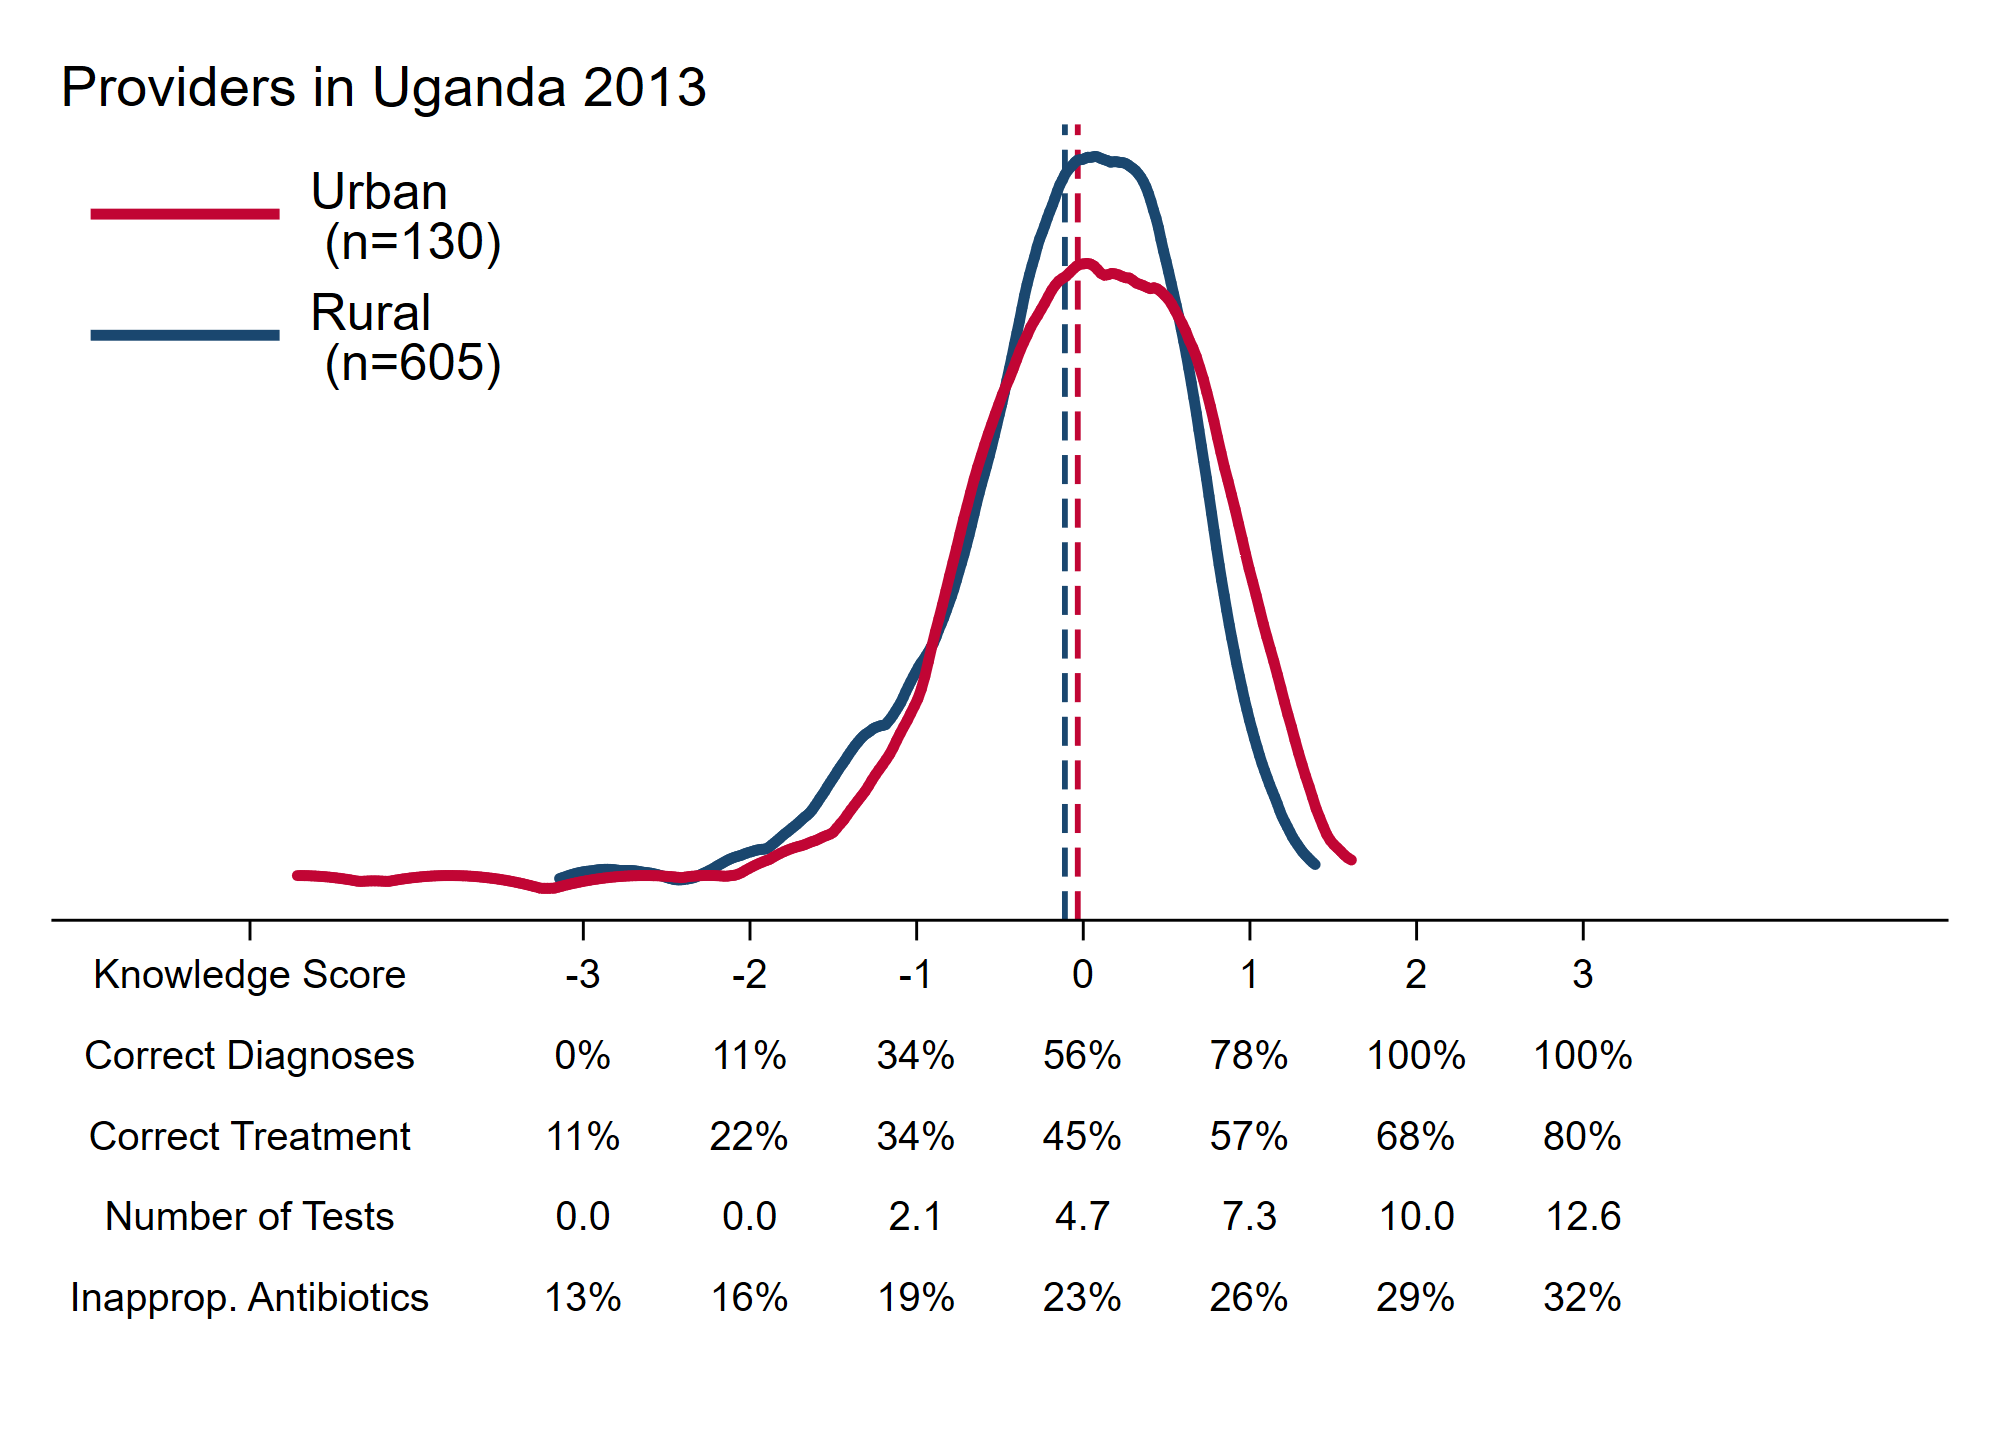 Providers in Uganda 2013
Urban
(n=130)
Rural
(n=605)
Knowledge Score -3 -2 -1 0 1 2 3
Correct Diagnoses 0% 11% 34% 56% 78% 100% 100%
Correct Treatment 11% 22% 34% 45% 57% 68% 80%
Number of Tests 0.0 0.0 2.1 4.7 7.3 10.0 12.6
Inapprop. Antibiotics 13% 16% 19% 23% 26% 29% 32%